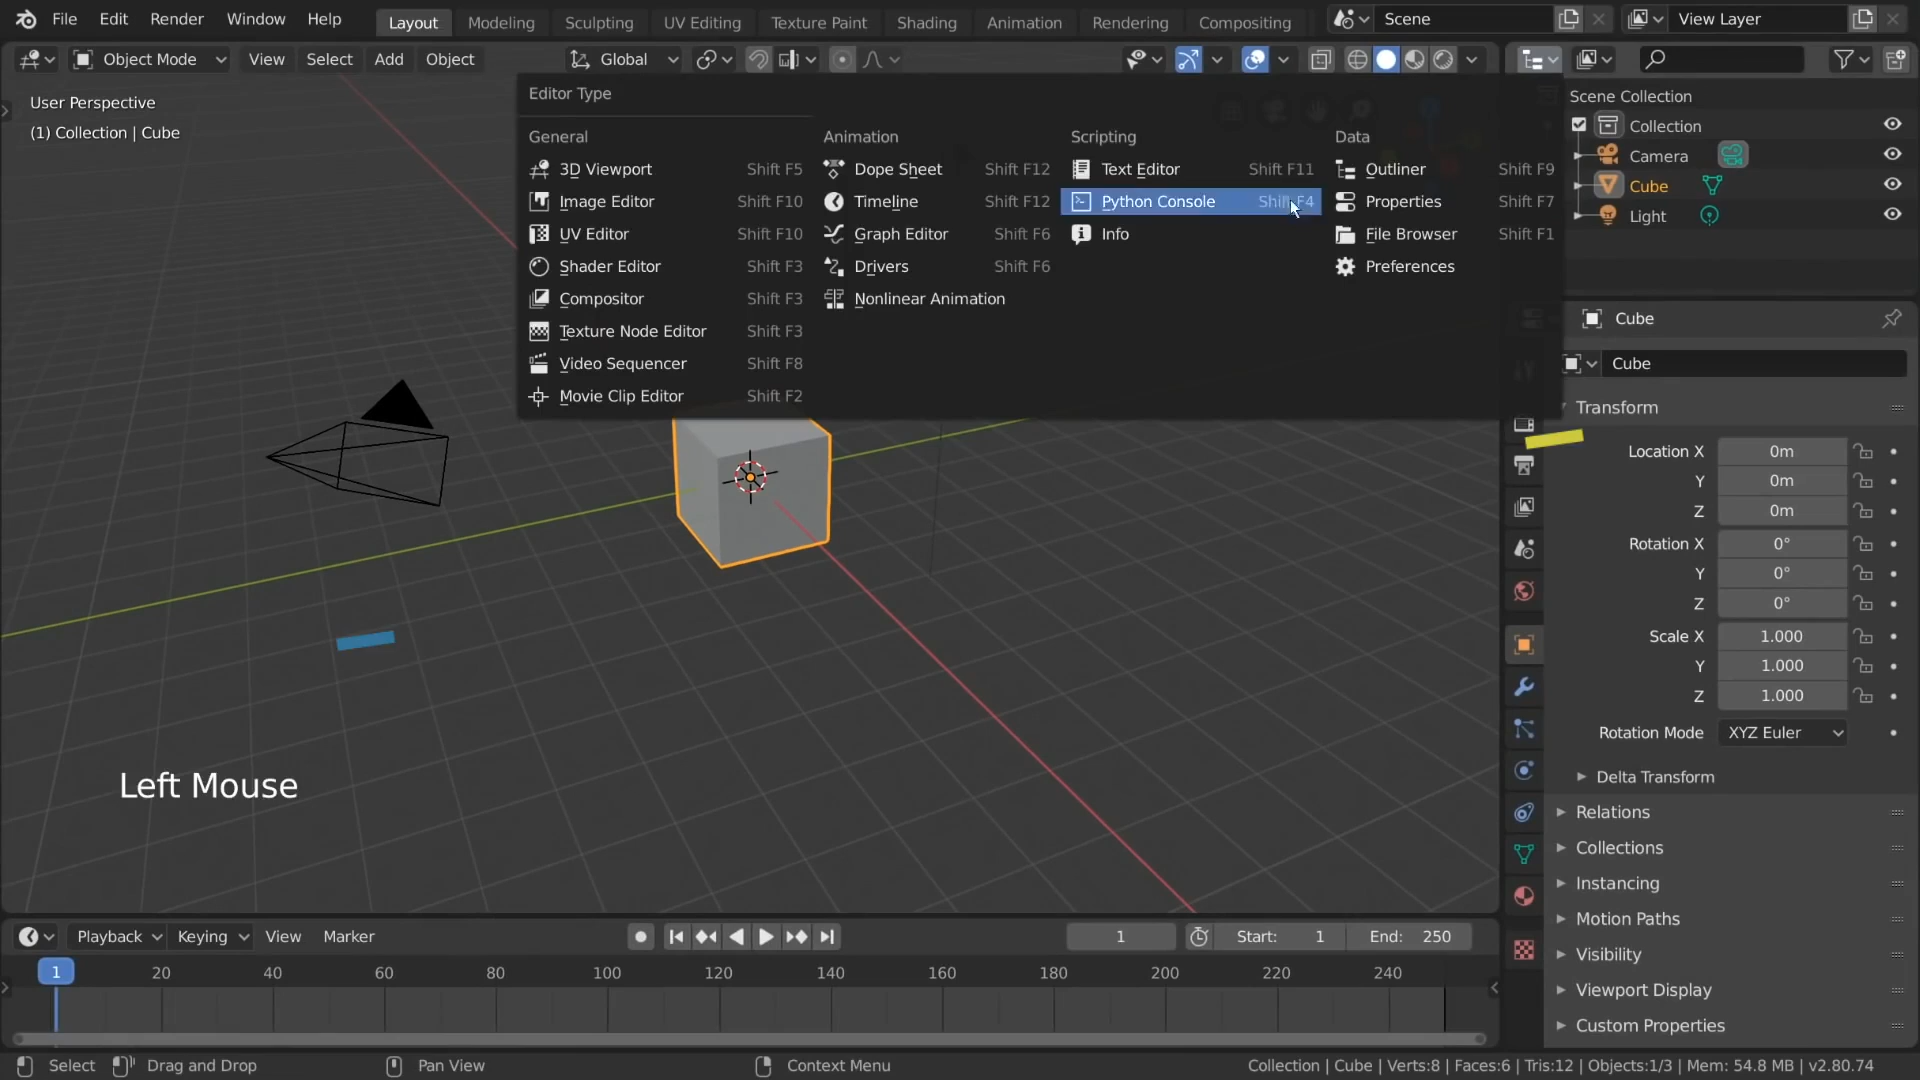 File Edit Render Window Help Layout Modeling Sculpting UV Editing Texture Paint Shading Animation Rendering Compositing Scene View Layer
Object Mode View Select Add Object Global
User Perspective
(1) Collection | Cube
Editor Type
General
3D Viewport Shift F5
Image Editor Shift F10
UV Editor Shift F10
Shader Editor Shift F3
Compositor Shift F3
Texture Node Editor Shift F3
Video Sequencer Shift F8
Movie Clip Editor Shift F2
Animation
Dope Sheet Shift F12
Timeline Shift F12
Graph Editor Shift F6
Drivers Shift F6
Nonlinear Animation
Scripting
Text Editor Shift F11
Python Console Shift F4
Info
Data
Outliner Shift F9
Properties Shift F7
File Browser Shift F1
Preferences
Scene Collection
Collection
Camera
Cube
Light
Cube
Cube
Transform
Location X 0m
Y 0m
Z 0m
Rotation X 0°
Y 0°
Z 0°
Scale X 1.000
Y 1.000
Z 1.000
Rotation Mode XYZ Euler
Delta Transform
Relations
Collections
Instancing
Motion Paths
Visibility
Viewport Display
Custom Properties
Left Mouse
Playback Keying View Marker 1 Start: 1 End: 250
1 20 40 60 80 100 120 140 160 180 200 220 240
Select Drag and Drop Pan View Context Menu Collection | Cube | Verts:8 | Faces:6 | Tris:12 | Objects:1/3 | Mem: 54.8 MB | v2.80.74